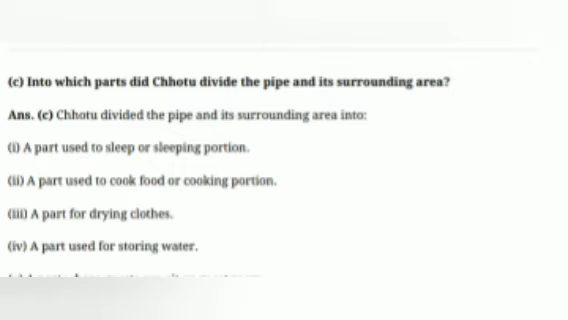 (c) Into which parts did Chhotu divide the pipe and its surrounding area?
Ans. (c) Chhotu divided the pipe and its surrounding area into:
(i) A part used to sleep or sleeping portion.
(ii) A part used to cook food or cooking portion.
(iii) A part for drying clothes.
(iv) A part used for storing water.